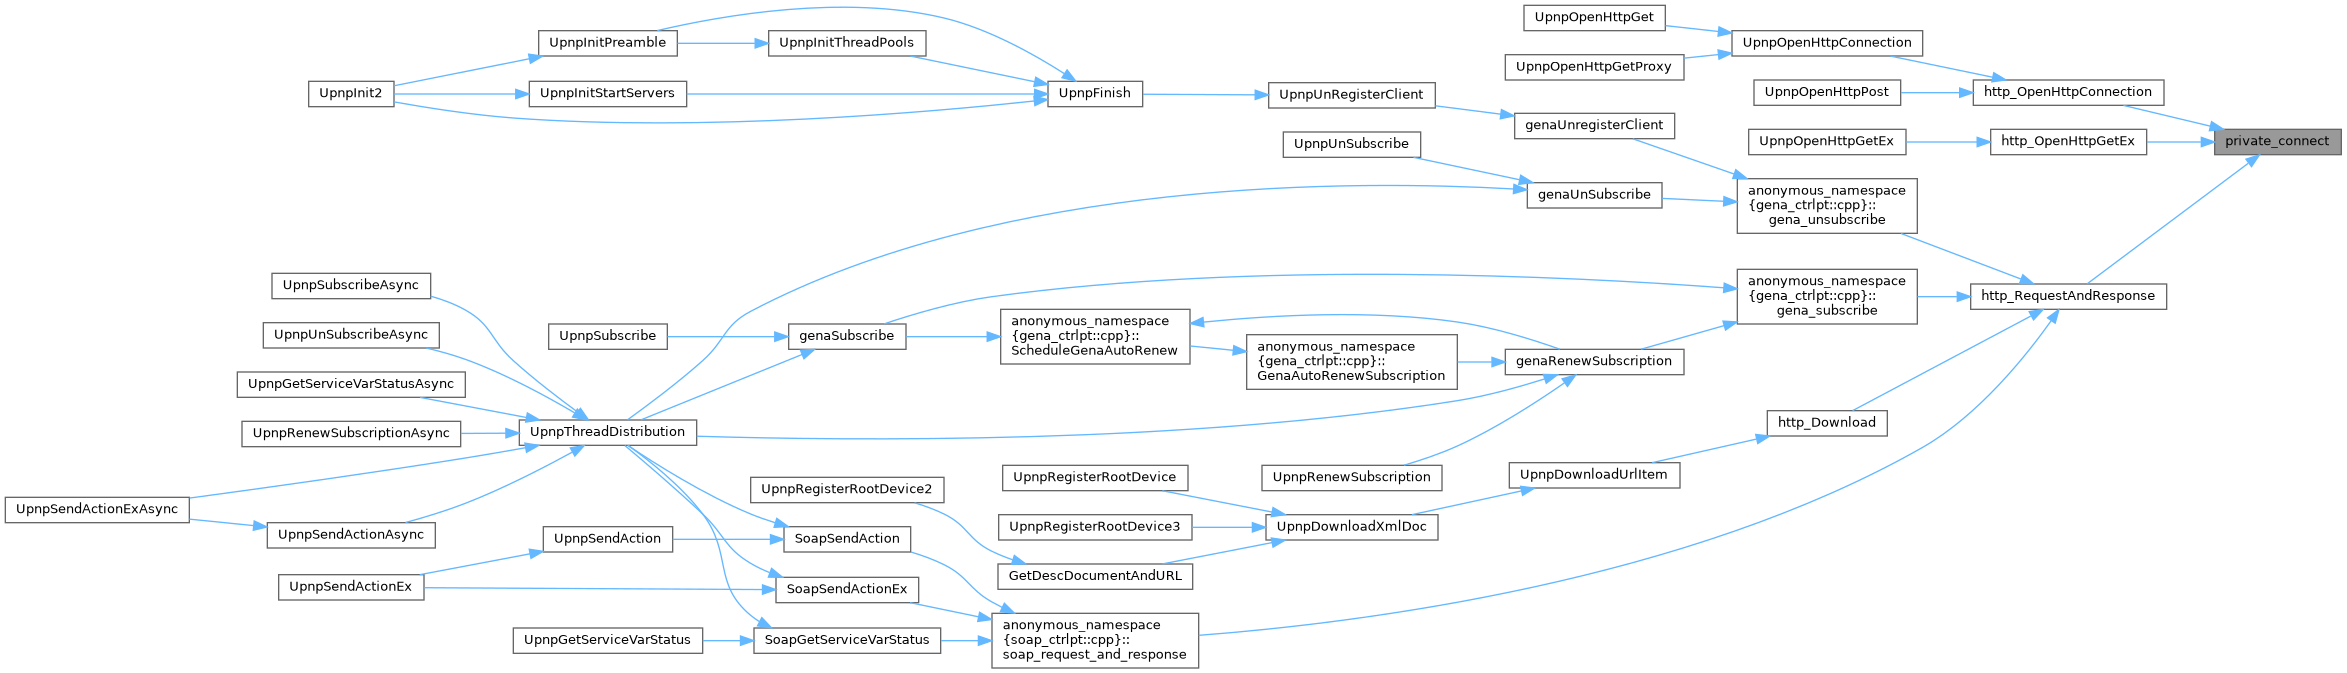 UpnpOpenHttpGet
UpnpInitPreamble
UpnpInitThreadPools
UpnpOpenHttpConnection
UpnpOpenHttpGetProxy
UpnpInit2
UpnpInitStartServers
UpnpFinish
UpnpUnRegisterClient
UpnpOpenHttpPost
http_OpenHttpConnection
genaUnregisterClient
UpnpUnSubscribe
UpnpOpenHttpGetEx
http_OpenHttpGetEx
private_connect
genaUnSubscribe
anonymous_namespace
{gena_ctrlpt::cpp}::
gena_unsubscribe
UpnpSubscribeAsync
anonymous_namespace
{gena_ctrlpt::cpp}::
gena_subscribe
http_RequestAndResponse
UpnpUnSubscribeAsync
UpnpSubscribe
genaSubscribe
anonymous_namespace
{gena_ctrlpt::cpp}::
ScheduleGenaAutoRenew
anonymous_namespace
{gena_ctrlpt::cpp}::
GenaAutoRenewSubscription
genaRenewSubscription
UpnpGetServiceVarStatusAsync
UpnpRenewSubscriptionAsync
UpnpThreadDistribution
http_Download
UpnpRegisterRootDevice2
UpnpRegisterRootDevice
UpnpRenewSubscription
UpnpDownloadUrlItem
UpnpSendActionExAsync
UpnpSendActionAsync
UpnpSendAction
SoapSendAction
UpnpRegisterRootDevice3
UpnpDownloadXmlDoc
GetDescDocumentAndURL
UpnpSendActionEx
SoapSendActionEx
UpnpGetServiceVarStatus
SoapGetServiceVarStatus
anonymous_namespace
{soap_ctrlpt::cpp}::
soap_request_and_response